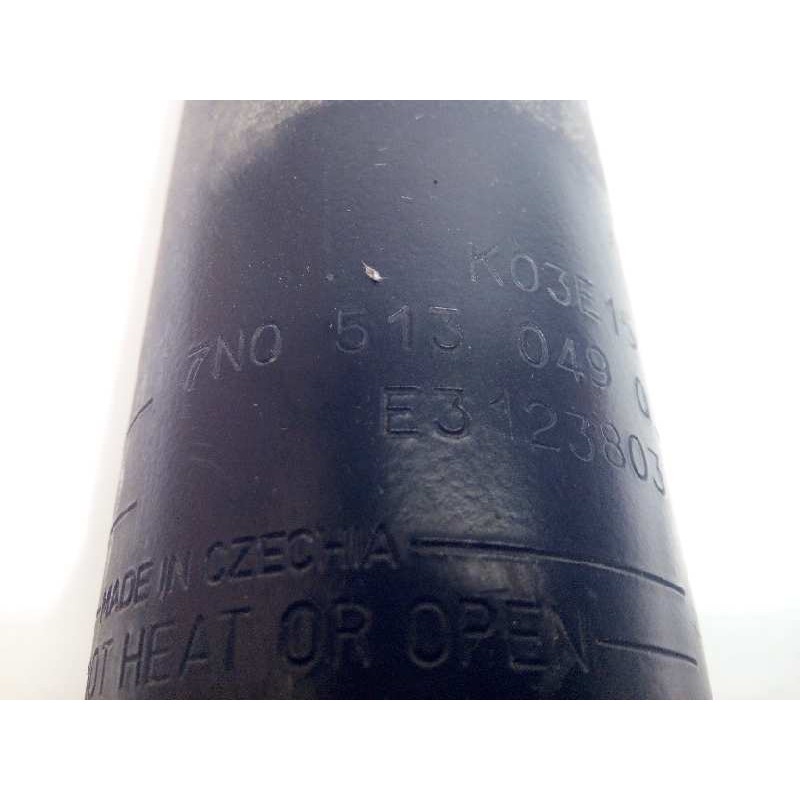 K03E15
7N0 513 049
E3123803
MADE IN CZECHIA
HEAT OR OPEN